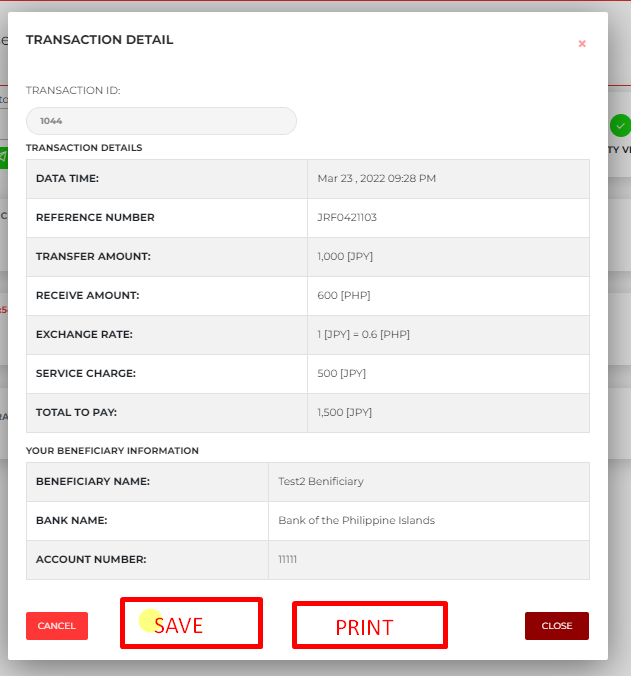 TRANSACTION DETAIL
×
TRANSACTION ID:
1044
TRANSACTION DETAILS
DATA TIME: Mar 23 , 2022 09:28 PM
REFERENCE NUMBER JRF0421103
TRANSFER AMOUNT: 1,000 [JPY]
RECEIVE AMOUNT: 600 [PHP]
EXCHANGE RATE: 1 [JPY] = 0.6 [PHP]
SERVICE CHARGE: 500 [JPY]
TOTAL TO PAY: 1,500 [JPY]
YOUR BENEFICIARY INFORMATION
BENEFICIARY NAME: Test2 Benificiary
BANK NAME: Bank of the Philippine Islands
ACCOUNT NUMBER: 11111
CANCEL SAVE PRINT CLOSE